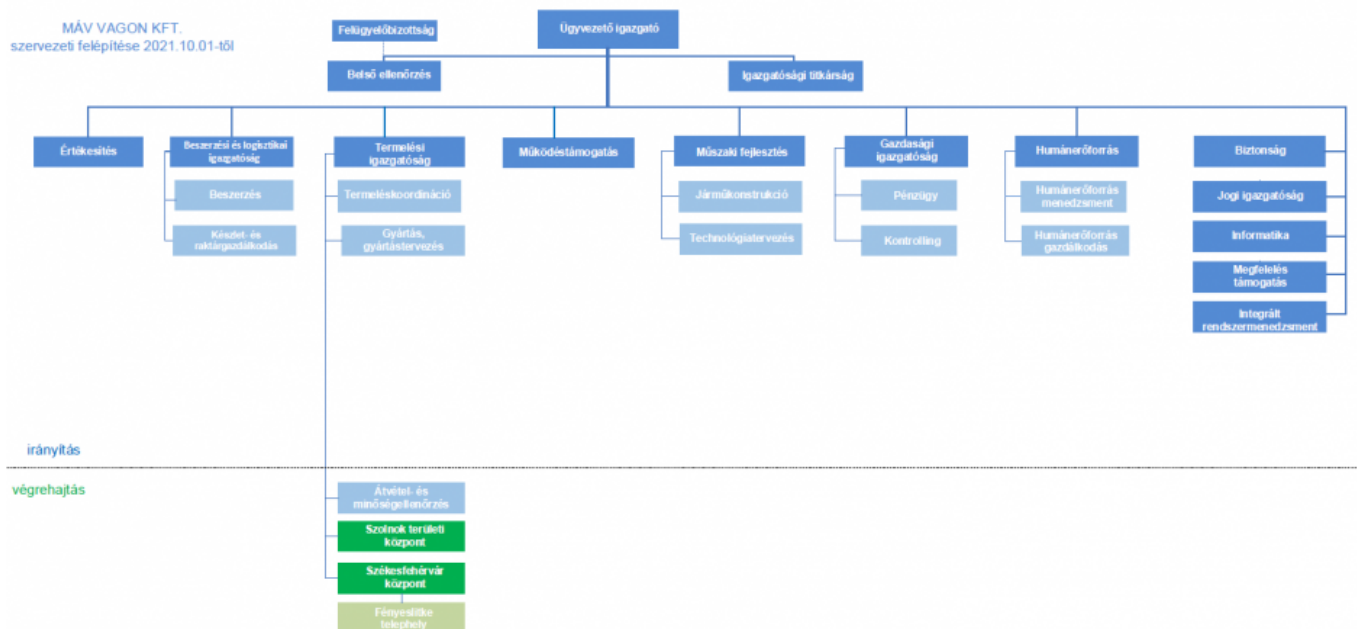 MÁV VAGON KFT.
szervezeti felépítése 2021.10.01-től
Felügyelőbizottság
Ügyvezető igazgató
Belső ellenőrzés
Igazgatósági titkárság
Értékesítés
Beszerzési és logisztikai
igazgatóság
Termelési
igazgatóság
Működéstámogatás
Műszaki fejlesztés
Gazdasági
igazgatóság
Humánerőforrás
Biztonság
Beszerzés
Termeléskoordináció
Járműkonstrukció
Pénzügy
Humánerőforrás
menedzsment
Jogi igazgatóság
Készlet- és
raktárgazdálkodás
Gyártás,
gyártástervezés
Technológiatervezés
Kontrolling
Humánerőforrás
gazdálkodás
Informatika
Megfelelés
támogatás
Integrált
rendszermenedzsment
irányítás
végrehajtás
Átvétel- és
minőségellenőrzés
Szolnok területi
központ
Székesfehérvár
központ
Fényeslitke
telephely